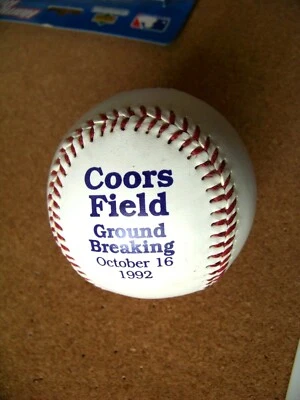 Coors
Field
Ground
Breaking
October 16
1992